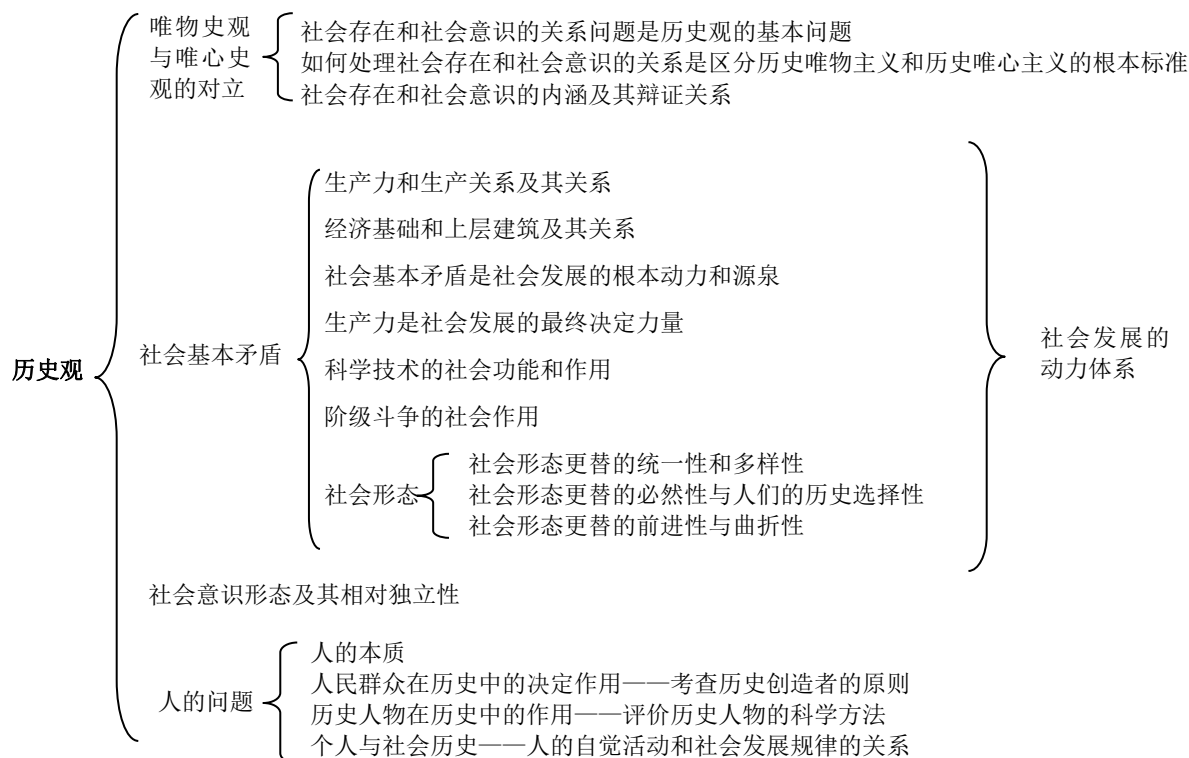 历史观
唯物史观
与唯心史
观的对立
社会存在和社会意识的关系问题是历史观的基本问题
如何处理社会存在和社会意识的关系是区分历史唯物主义和历史唯心主义的根本标准
社会存在和社会意识的内涵及其辩证关系
社会基本矛盾
生产力和生产关系及其关系
经济基础和上层建筑及其关系
社会基本矛盾是社会发展的根本动力和源泉
生产力是社会发展的最终决定力量
科学技术的社会功能和作用
阶级斗争的社会作用
社会形态
社会形态更替的统一性和多样性
社会形态更替的必然性与人们的历史选择性
社会形态更替的前进性与曲折性
社会发展的
动力体系
社会意识形态及其相对独立性
人的问题
人的本质
人民群众在历史中的决定作用——考查历史创造者的原则
历史人物在历史中的作用——评价历史人物的科学方法
个人与社会历史——人的自觉活动和社会发展规律的关系